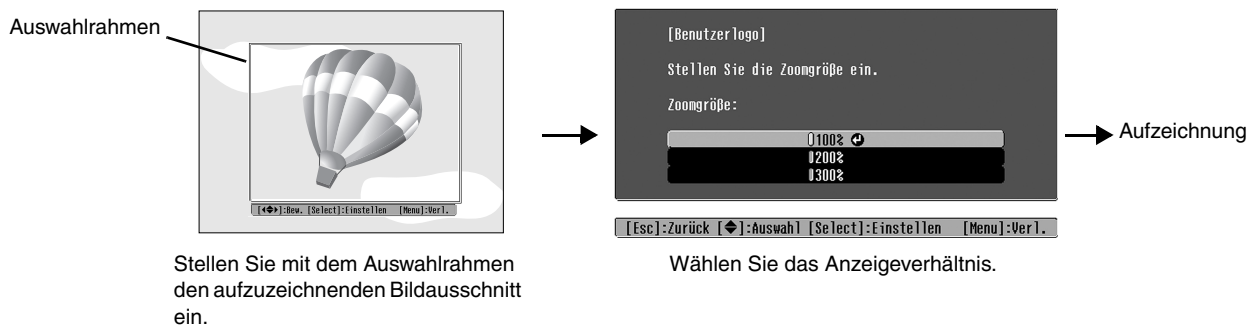 Auswahlrahmen
[Benutzerlogo]
Stellen Sie die Zoomgröße ein.
Zoomgröße:
100%
200%
300%
Aufzeichnung
[]:Bew. [Select]:Einstellen [Menu]:Verl.
[Esc]:Zurück []:Auswahl [Select]:Einstellen [Menu]:Verl.
Stellen Sie mit dem Auswahlrahmen
den aufzuzeichnenden Bildausschnitt
ein.
Wählen Sie das Anzeigeverhältnis.